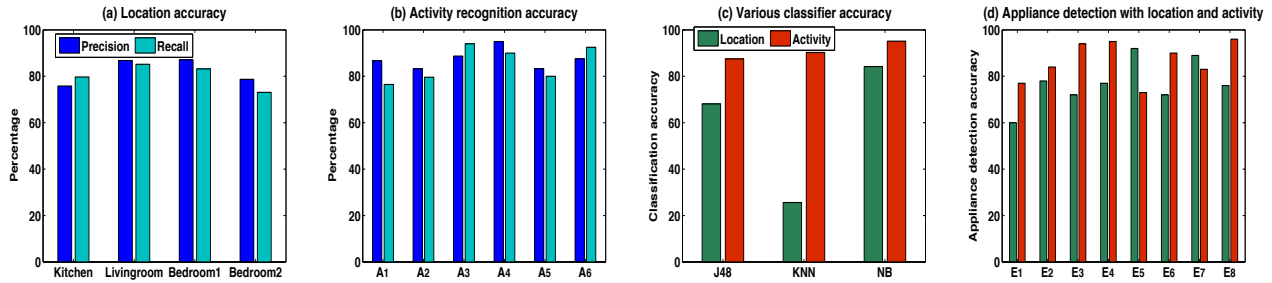 (a) Location accuracy
Precision
Recall
Percentage
100
80
60
40
20
0
Kitchen Livingroom Bedroom1 Bedroom2
(b) Activity recognition accuracy
Precision
Recall
Percentage
100
80
60
40
20
0
A1 A2 A3 A4 A5 A6
(c) Various classifier accuracy
Location
Activity
Classification accuracy
100
80
60
40
20
0
J48 KNN NB
(d) Appliance detection with location and activity
Appliance detection accuracy
100
80
60
40
20
0
E1 E2 E3 E4 E5 E6 E7 E8